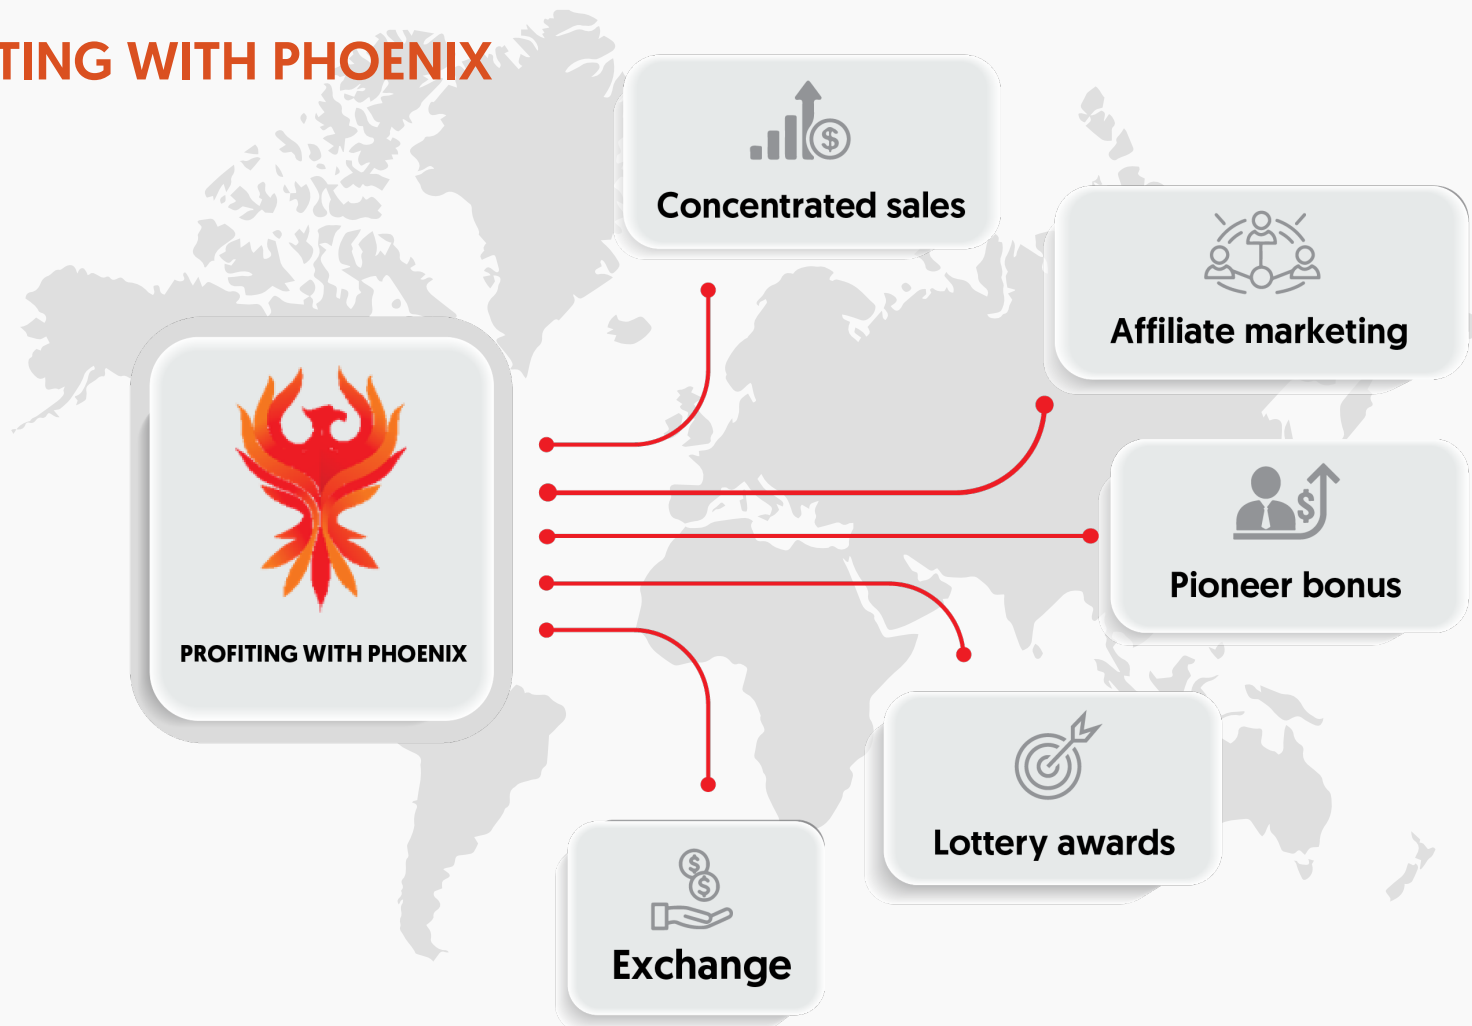 TING WITH PHOENIX
Concentrated sales
Affiliate marketing
PROFITING WITH PHOENIX
Pioneer bonus
Lottery awards
Exchange